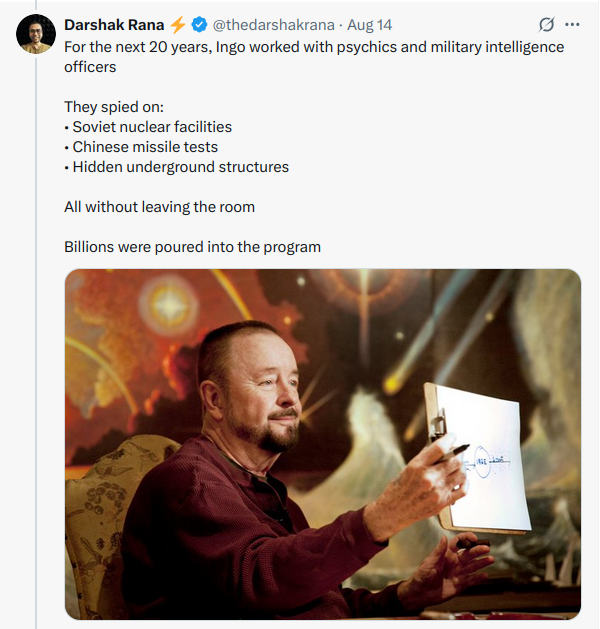 Darshak Rana ⚡ @thedarshakrana · Aug 14
For the next 20 years, Ingo worked with psychics and military intelligence
officers
They spied on:
• Soviet nuclear facilities
• Chinese missile tests
• Hidden underground structures
All without leaving the room
Billions were poured into the program